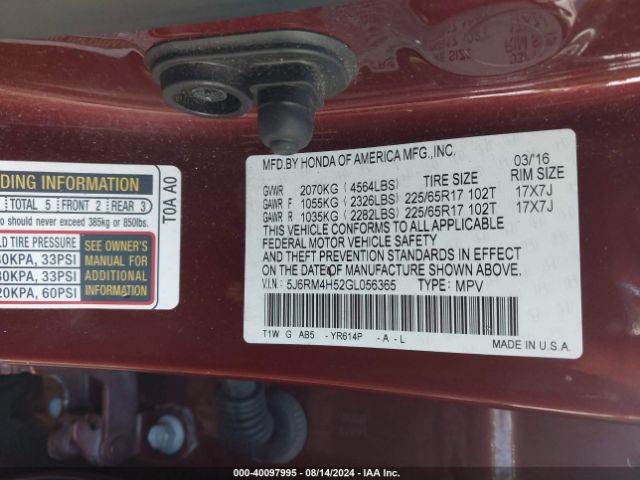 MFD.BY HONDA OF AMERICA MFG.,INC. 03/16
GVWR 2070KG (4564LBS) TIRE SIZE RIM SIZE
GAWR F 1055KG (2326LBS) 225/65R17 102T 17X7J
GAWR R 1035KG (2282LBS) 225/65R17 102T 17X7J
THIS VEHICLE CONFORMS TO ALL APPLICABLE
FEDERAL MOTOR VEHICLE SAFETY
AND THEFT PREVENTION STANDARDS IN EFFECT
ON THE DATE OF MANUFACTURE SHOWN ABOVE.
V.I.N.: 5J6RM4H52GL056365 TYPE: MPV
T1W G AB5 -YR614P -A-L
DING INFORMATION
TOTAL 5 FRONT 2 REAR 3
should never exceed 385kg or 850lbs.
LD TIRE PRESSURE
30KPA, 33PSI
30KPA, 33PSI
20KPA, 60PSI
SEE OWNER'S
MANUAL FOR
ADDITIONAL
INFORMATION
T0A A0
000-40097995 - 08/14/2024 - IAA Inc.